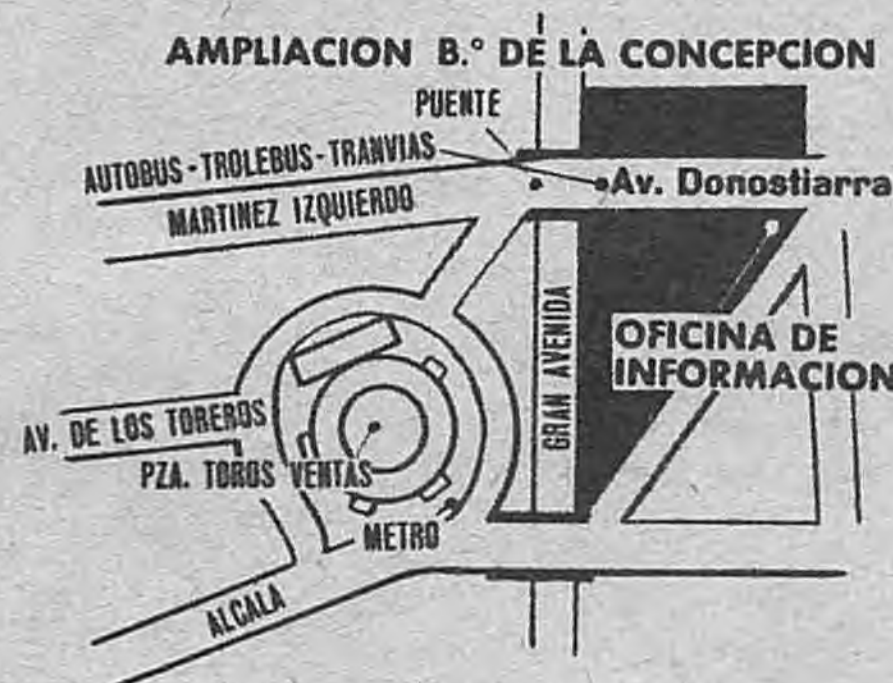 AMPLIACION B.º DE LA CONCEPCION
PUENTE
AUTOBUS-TROLEBUS-TRANVIAS
MARTINEZ IZQUIERDO
Av. Donostiarra
GRAN AVENIDA
OFICINA DE
INFORMACION
AV. DE LOS TOREROS
PZA. TOROS VENTAS
METRO
ALCALA